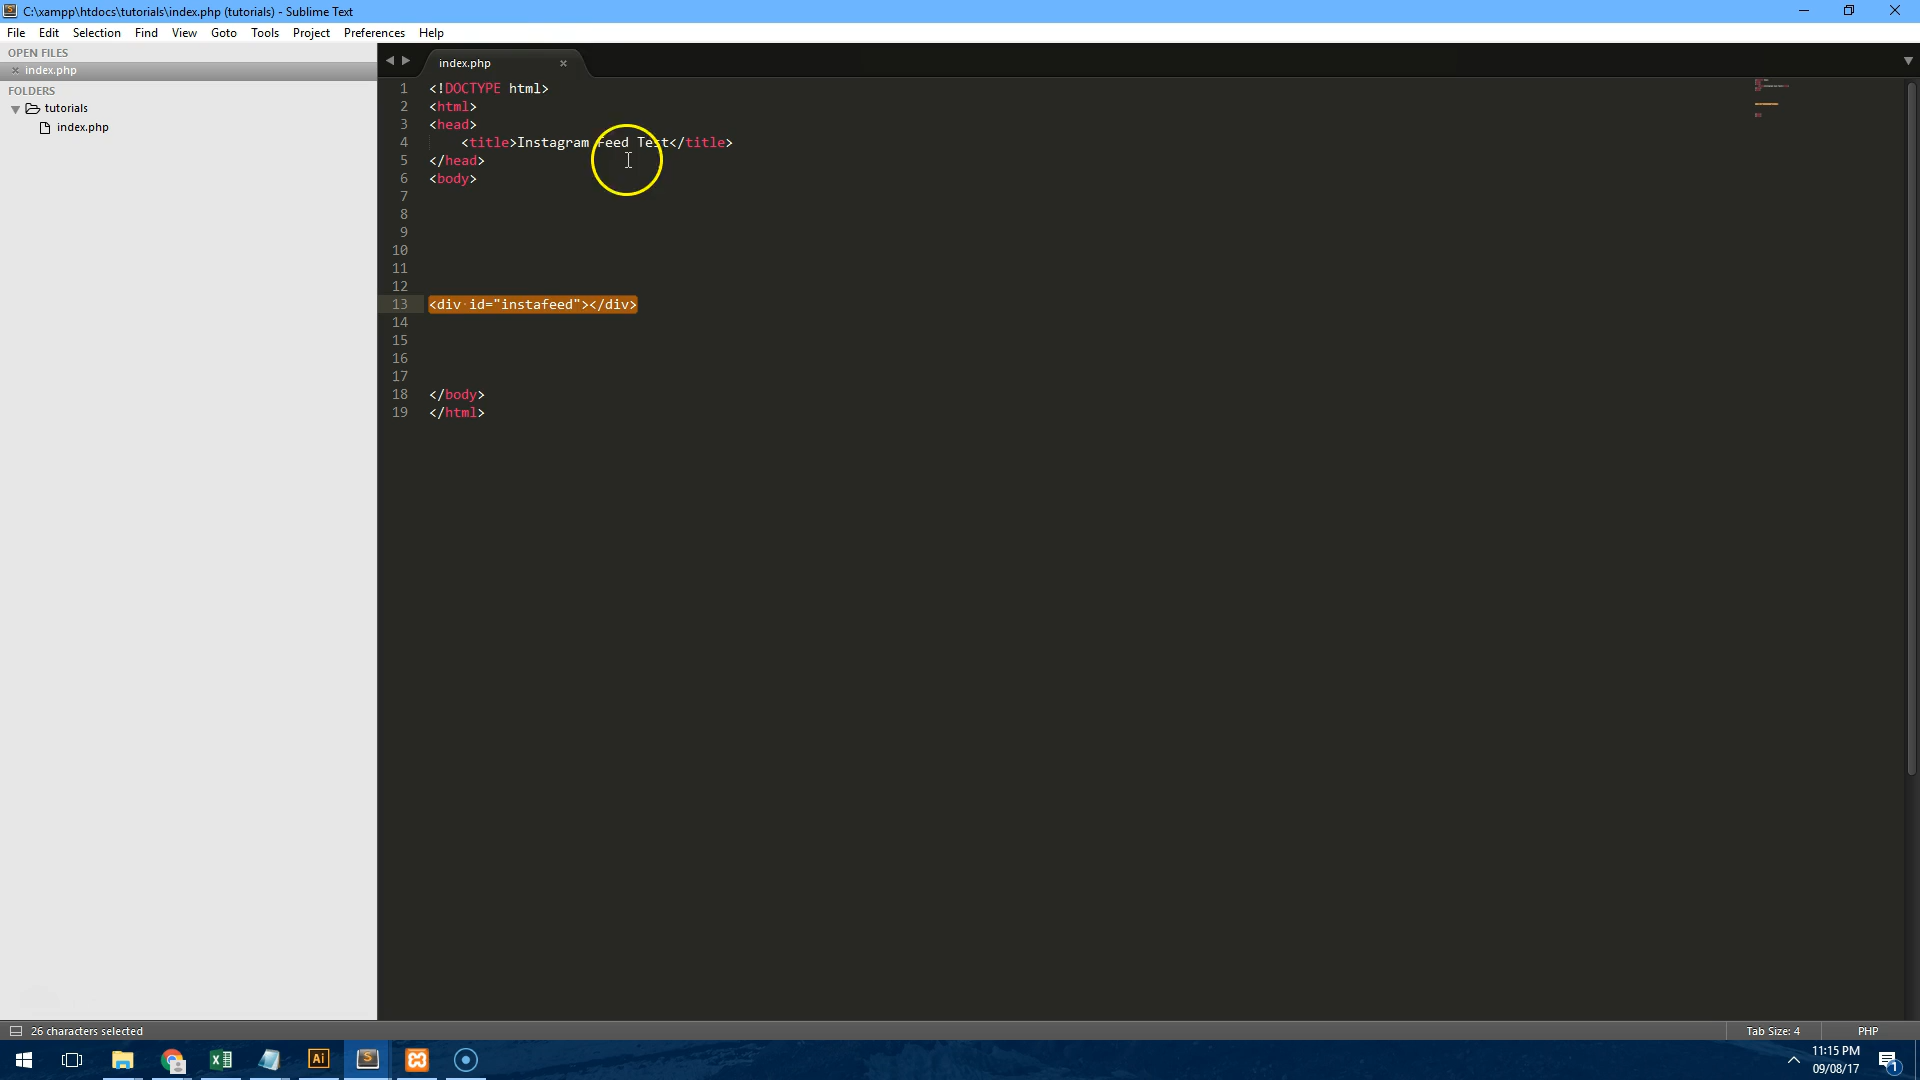 C:\xampp\htdocs\tutorials\index.php (tutorials) - Sublime Text
File Edit Selection Find View Goto Tools Project Preferences Help
OPEN FILES
index.php
FOLDERS
tutorials
index.php
index.php
1 <!DOCTYPE html>
2 <html>
3 <head>
4 <title>Instagram Feed Test</title>
5 </head>
6 <body>
7
8
9
10
11
12
13 <div id="instafeed"></div>
14
15
16
17
18 </body>
19 </html>
26 characters selected
Tab Size: 4
PHP
Ai
S
11:15 PM
09/08/17
1